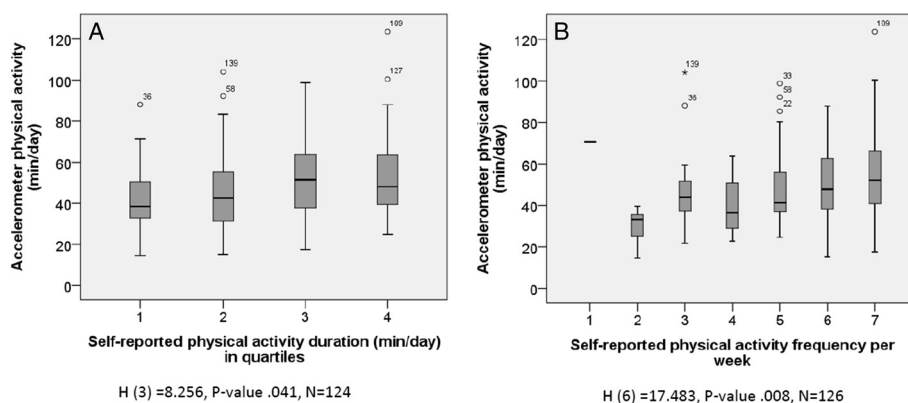 A
Accelerometer physical activity
(min/day)
120
100
80
60
40
20
0
36
139
58
109
127
1 2 3 4
Self-reported physical activity duration (min/day)
in quartiles
H (3) =8.256, P-value .041, N=124
B
Accelerometer physical activity
(min/day)
120
100
80
60
40
20
0
139
36
33
58
22
109
1 2 3 4 5 6 7
Self-reported physical activity frequency per
week
H (6) =17.483, P-value .008, N=126